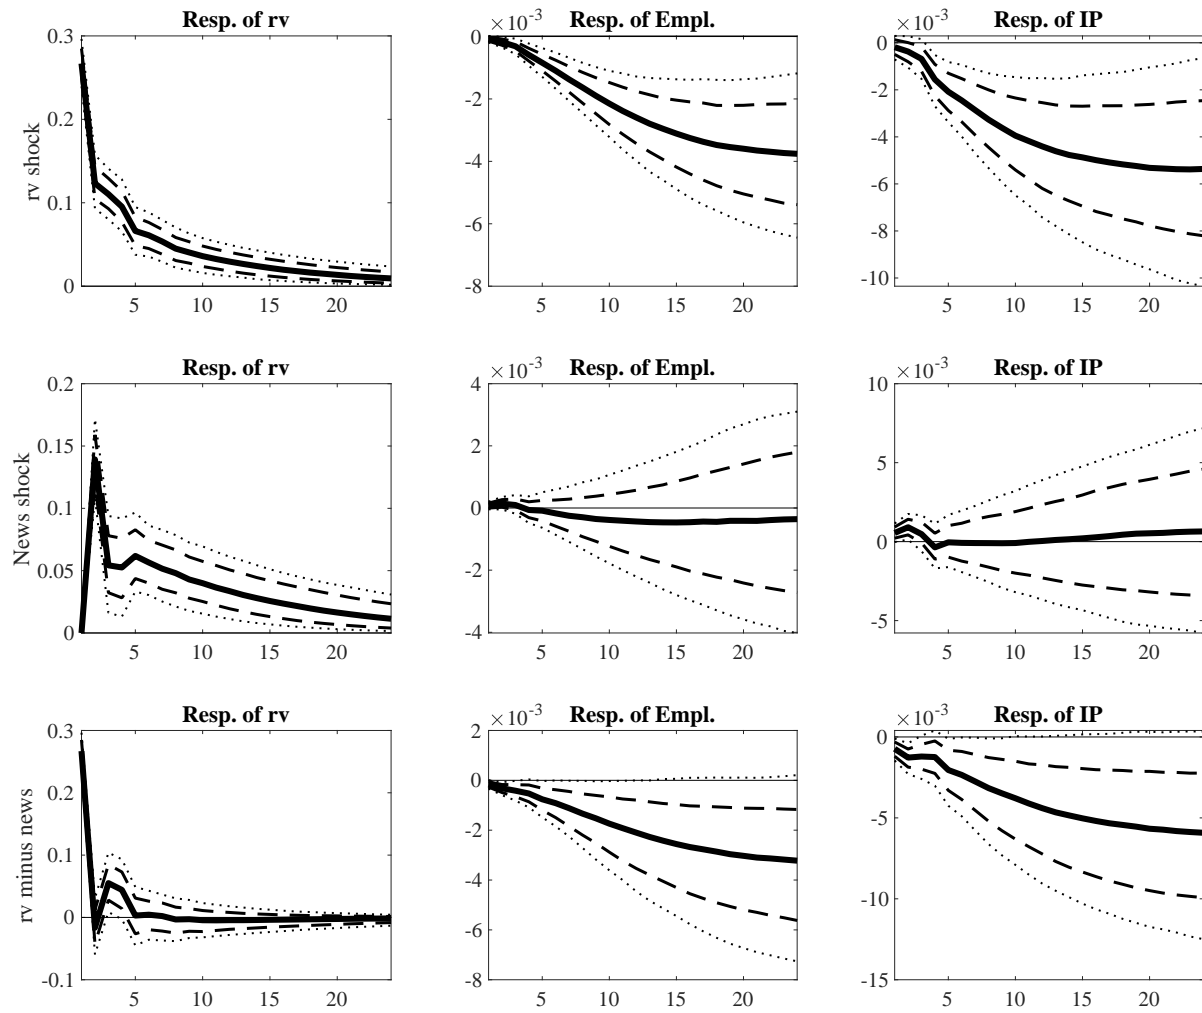 Resp. of rv
Resp. of Empl.
Resp. of IP
×10⁻³
×10⁻³
rv shock
0.3
0.2
0.1
0
5 10 15 20
0
-2
-4
-6
-8
5 10 15 20
0
-2
-4
-6
-8
-10
5 10 15 20
Resp. of rv
Resp. of Empl.
Resp. of IP
×10⁻³
×10⁻³
News shock
0.2
0.15
0.1
0.05
0
5 10 15 20
4
2
0
-2
-4
5 10 15 20
10
5
0
-5
5 10 15 20
Resp. of rv
Resp. of Empl.
Resp. of IP
×10⁻³
×10⁻³
rv minus news
0.3
0.2
0.1
0
-0.1
5 10 15 20
2
0
-2
-4
-6
-8
5 10 15 20
0
-5
-10
-15
5 10 15 20